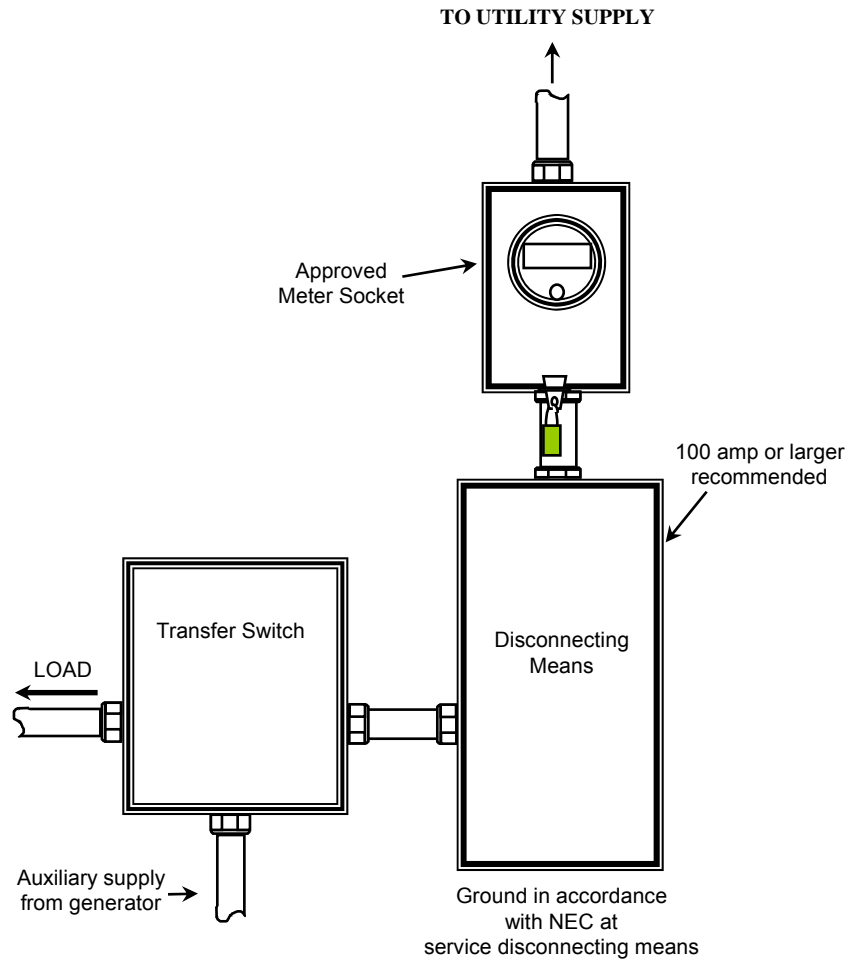 TO UTILITY SUPPLY
Approved
Meter Socket
100 amp or larger
recommended
Transfer Switch
Disconnecting
Means
LOAD
Auxiliary supply
from generator
Ground in accordance
with NEC at
service disconnecting means